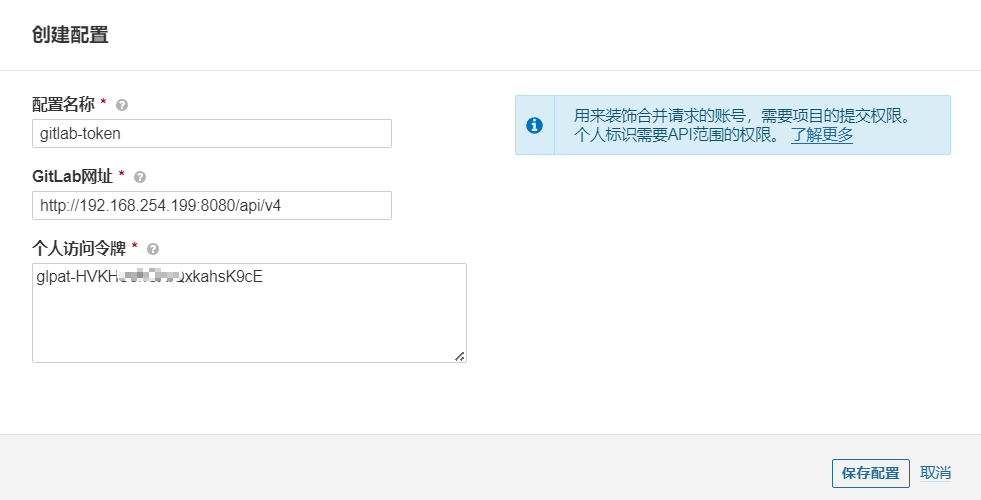 创建配置
配置名称 *
gitlab-token
用来装饰合并请求的账号，需要项目的提交权限。
个人标识需要API范围的权限。 了解更多
GitLab网址 *
http://192.168.254.199:8080/api/v4
个人访问令牌 *
保存配置 取消